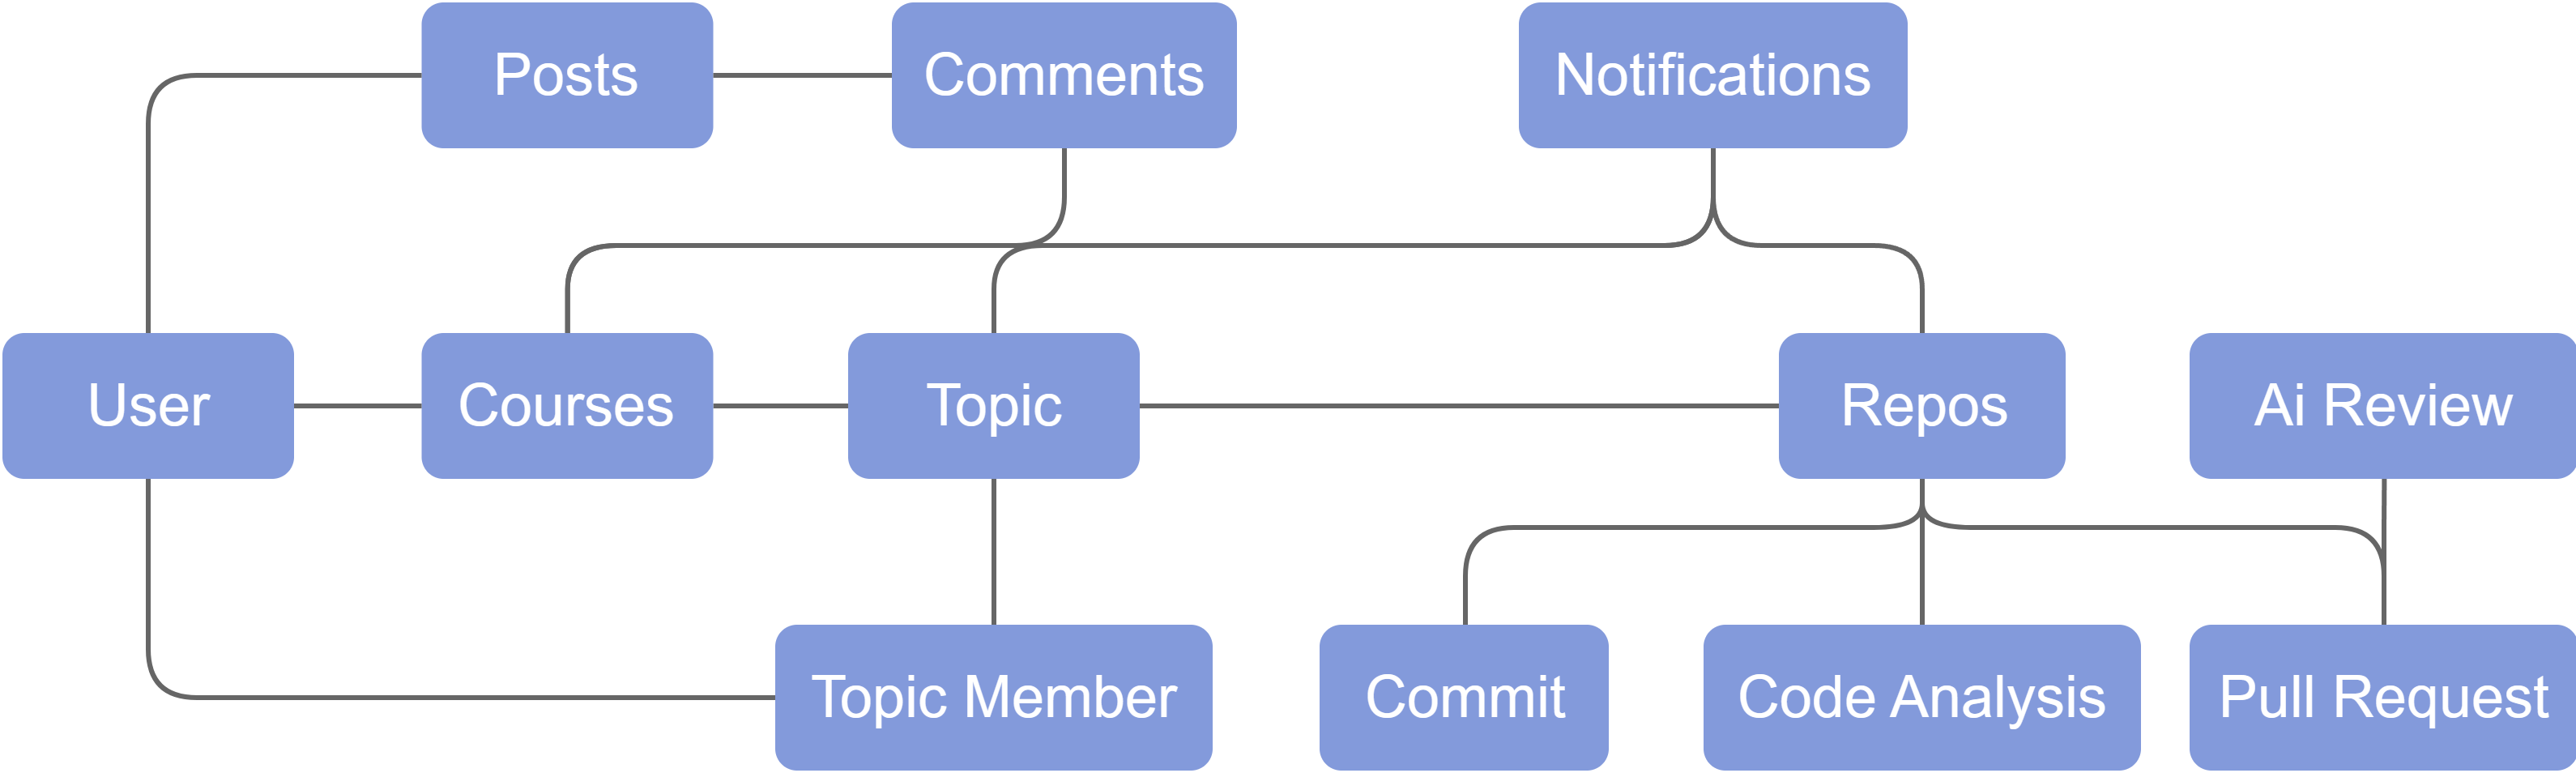 Posts
Comments
Notifications
User
Courses
Topic
Repos
Ai Review
Topic Member
Commit
Code Analysis
Pull Request